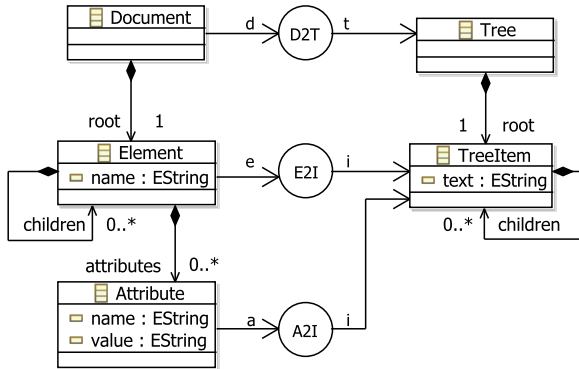 Document
d
D2T
t
Tree
root
1
1
root
Element
name : EString
e
E2I
i
TreeItem
text : EString
children
0..*
0..*
children
attributes
0..*
Attribute
name : EString
value : EString
a
A2I
i